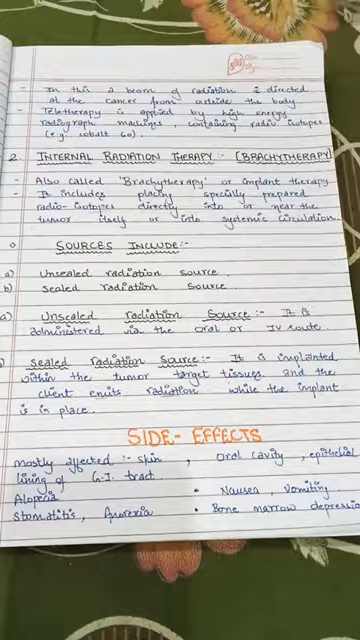 - In this a beam of radiation is directed
at the cancer from outside the body
- Teletherapy is applied by high energy
radiograph machines, containing radio isotopes
(e.g: cobalt 60).
2. INTERNAL RADIATION THERAPY:- [BRACHYTHERAPY]
- Also called 'Brachytherapy' or implant therapy
- It includes placing specially prepared
radio-isotopes directly into or near the
tumor itself or into systemic circulation.
SOURCES INCLUDE:-
a) Unsealed radiation source.
b) Sealed radiation Source.
a) Unsealed radiation Source:- It is
administered via the oral or IV route.
) Sealed radiation Source:- It is implanted
within the tumor target tissues and the
client emits radiation while the implant
is in place.
SIDE-EFFECTS
mostly affected:- skin, oral cavity, epithelial
lining of G.I. tract
Alopecia • Nausea, vomiting
Stomatitis, Anorexia • Bone marrow depressio